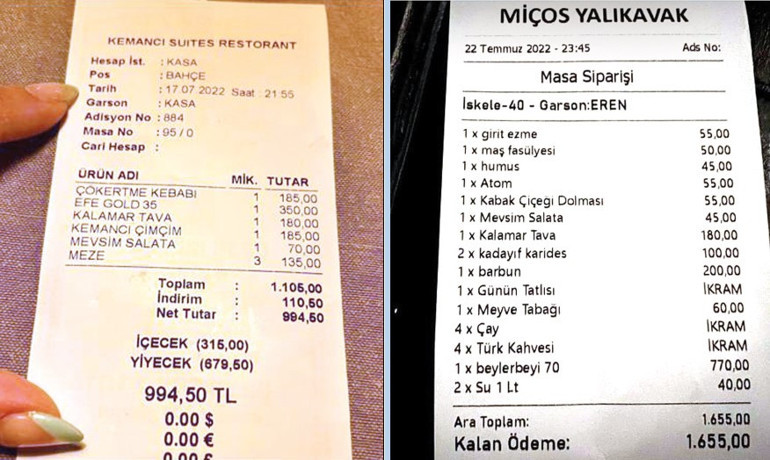 KEMANCI SUITES RESTORANT
Hesap İst. : KASA
Pos : BAHÇE
Tarih : 17.07.2022 Saat : 21:55
Garson : KASA
Adisyon No : 884
Masa No : 95 / 0
Cari Hesap :
ÜRÜN ADI MİK. TUTAR
ÇÖKERTME KEBABI 1 185,00
EFE GOLD 35 1 350,00
KALAMAR TAVA 1 180,00
KEMANCI ÇİMÇİM 1 185,00
MEVSİM SALATA 1 70,00
MEZE 3 135,00
Toplam : 1.105,00
İndirim : 110,50
Net Tutar : 994,50
İÇECEK (315,00)
YİYECEK (679,50)
994,50 TL
0.00 $
0.00 €
0.00 £
MİÇOS YALIKAVAK
22 Temmuz 2022 - 23:45 Ads No:
Masa Siparişi
İskele-40 - Garson:EREN
1 x girit ezme 55,00
1 x maş fasülyesi 50,00
1 x humus 45,00
1 x Atom 55,00
1 x Kabak Çiçeği Dolması 55,00
1 x Mevsim Salata 45,00
1 x Kalamar Tava 180,00
2 x kadayıf karides 100,00
1 x barbun 200,00
1 x Günün Tatlısı İKRAM
1 x Meyve Tabağı 60,00
4 x Çay İKRAM
4 x Türk Kahvesi İKRAM
1 x beylerbeyi 70 770,00
2 x Su 1 Lt 40,00
Ara Toplam: 1.655,00
Kalan Ödeme: 1.655,00